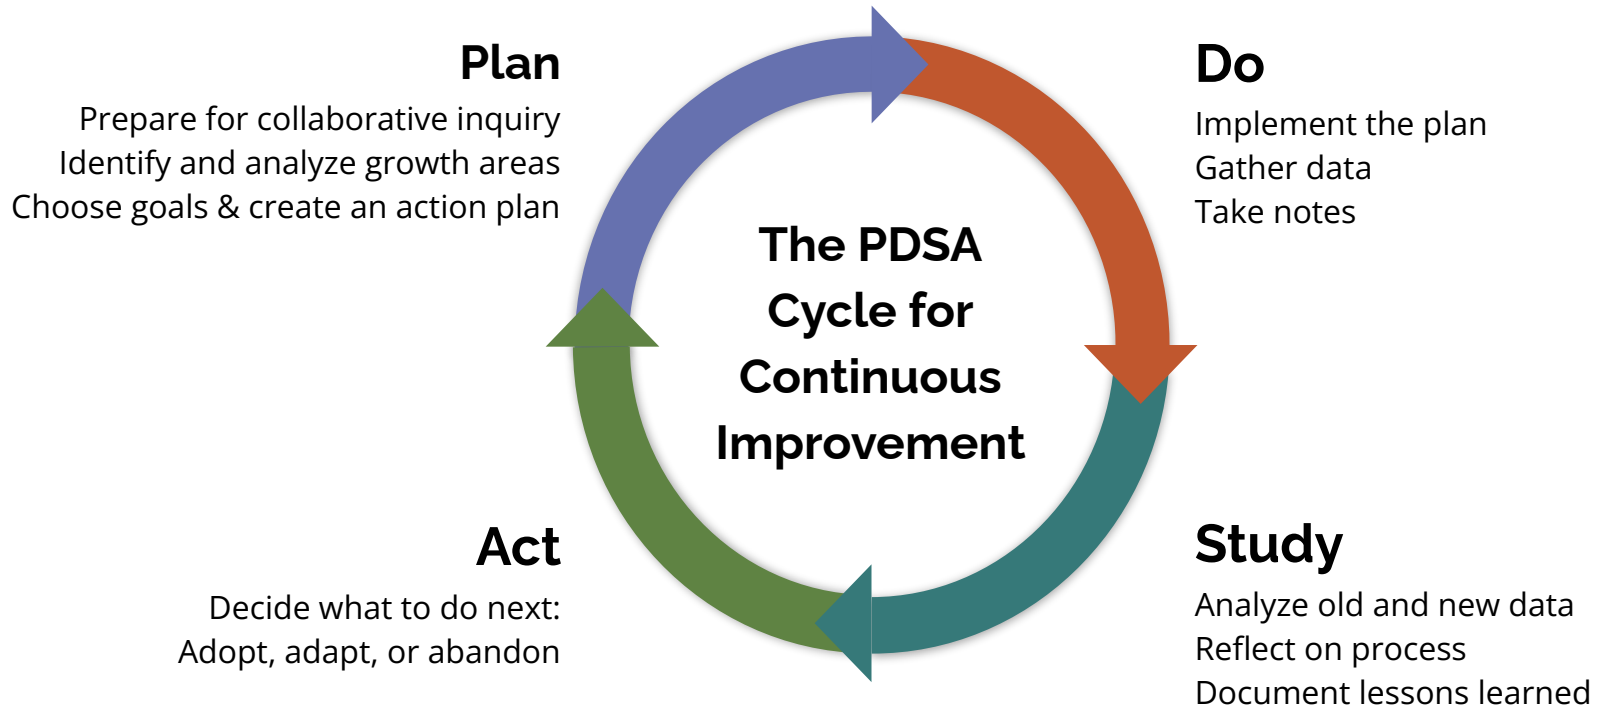 Plan
Prepare for collaborative inquiry
Identify and analyze growth areas
Choose goals & create an action plan
Do
Implement the plan
Gather data
Take notes
The PDSA
Cycle for
Continuous
Improvement
Act
Decide what to do next:
Adopt, adapt, or abandon
Study
Analyze old and new data
Reflect on process
Document lessons learned